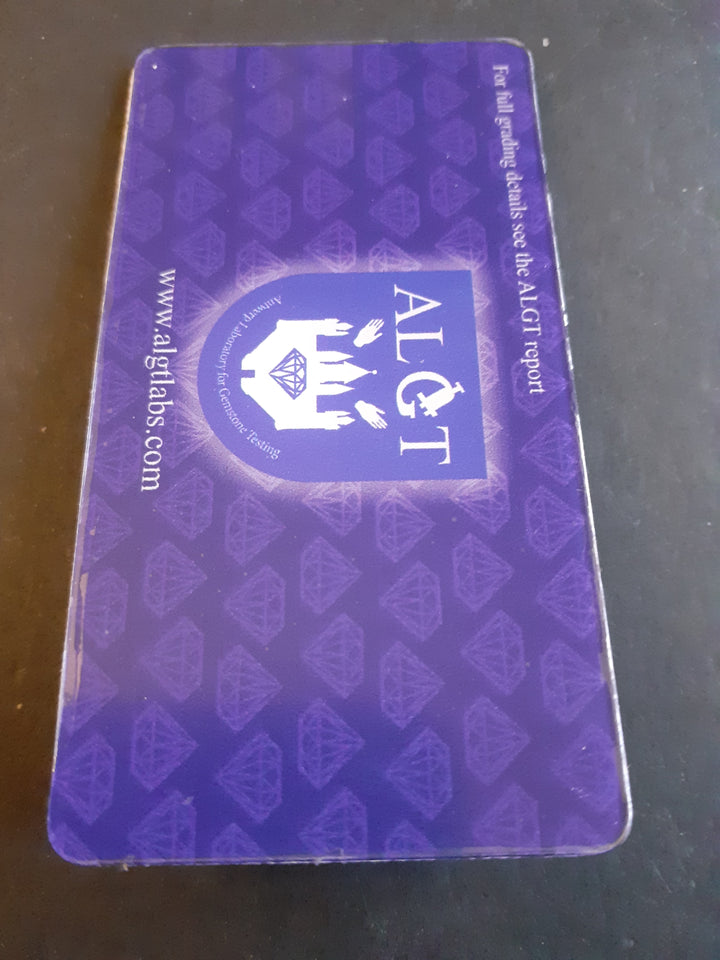 For full grading details see the ALGT report
ALGT
Antwerp Laboratory for Gemstone Testing
www.algtlabs.com